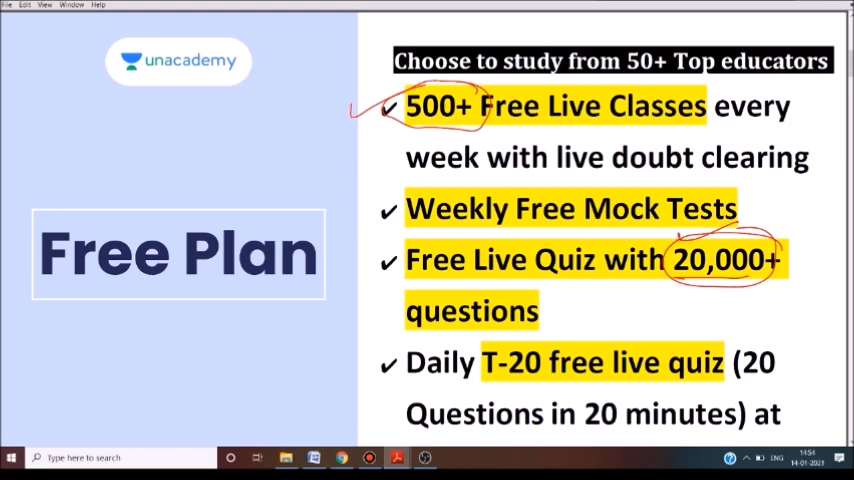 File Edit View Window Help
unacademy
Free Plan
Choose to study from 50+ Top educators
✓ 500+ Free Live Classes every
week with live doubt clearing
✓ Weekly Free Mock Tests
✓ Free Live Quiz with 20,000+
questions
✓ Daily T-20 free live quiz (20
Questions in 20 minutes) at
Type here to search
ENG
14:54
14-01-2021